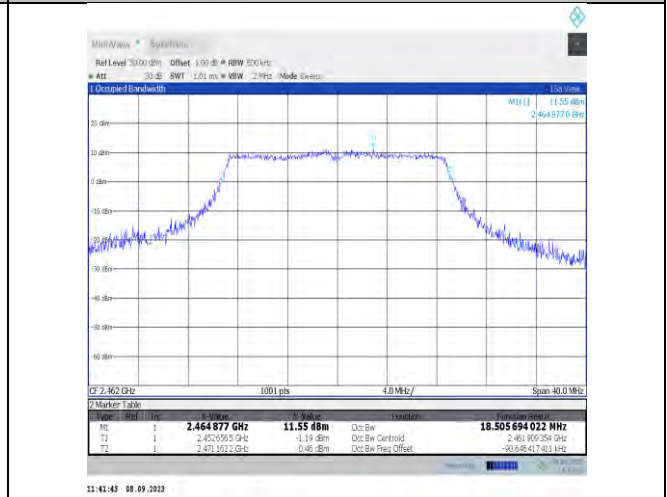 MultiView Spectrum
Ref Level 30.00 dBm Offset 1.00 dB RBW 500 kHz
Att 30 dB SWT 1.01 ms VBW 2 MHz Mode Sweep
1 Occupied Bandwidth
M1[1] 11.55 dBm
2.4648770 GHz
20 dBm
10 dBm
0 dBm
-10 dBm
-20 dBm
-30 dBm
-40 dBm
-50 dBm
-60 dBm
CF 2.462 GHz 1001 pts 4.0 MHz/ Span 40.0 MHz
2 Marker Table
Type Ref Trc X-Value Y-Value Function Function Result
M1 1 2.464 877 GHz 11.55 dBm Occ Bw 18.505 694 022 MHz
T1 1 2.4526565 GHz -1.19 dBm Occ Bw Centroid 2.461 909 354 GHz
T2 1 2.4711622 GHz 0.46 dBm Occ Bw Freq Offset -90.646 417 411 kHz
11:41:43 08.09.2023